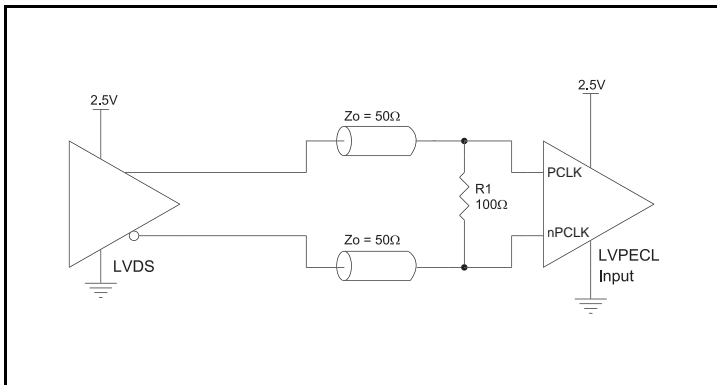 2.5V
2.5V
Zo = 50Ω
PCLK
R1
100Ω
nPCLK
Zo = 50Ω
LVDS
LVPECL
Input